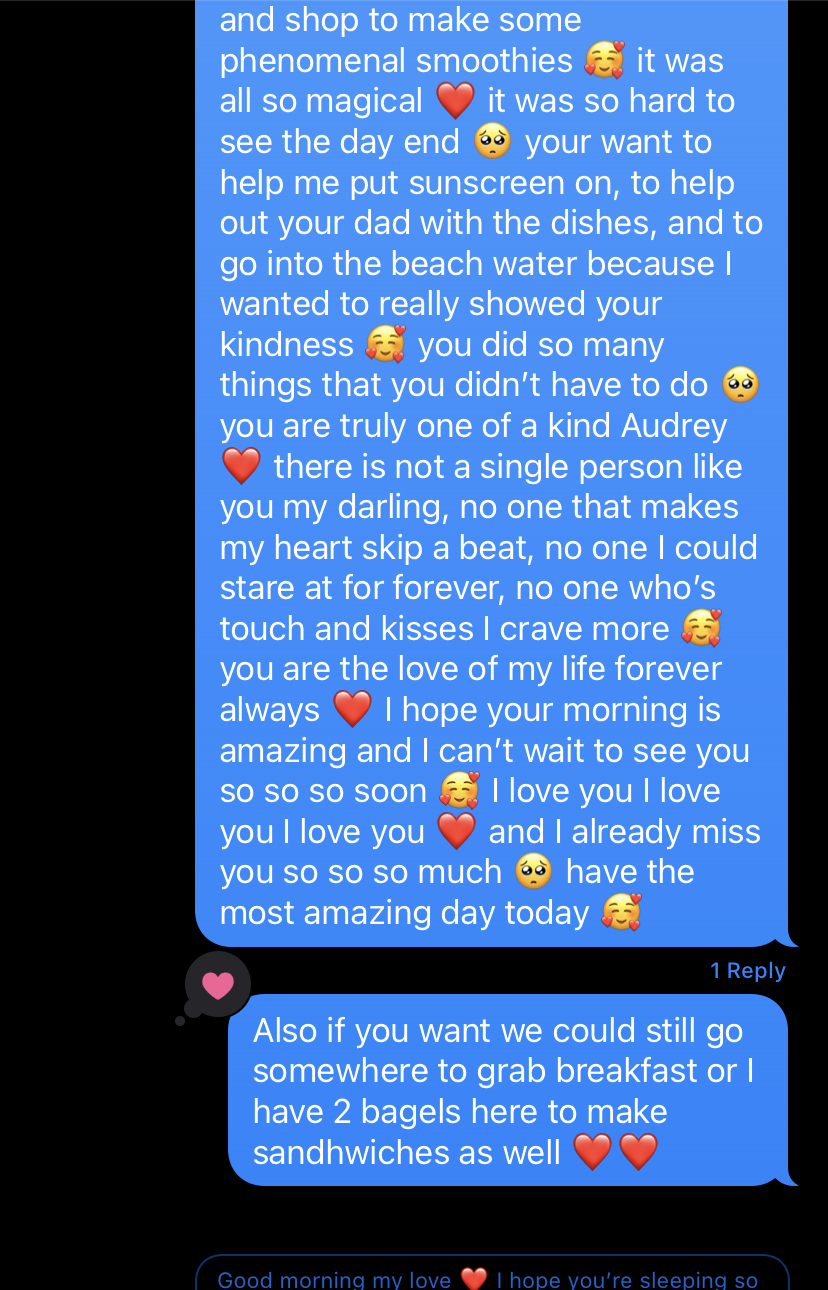 and shop to make some
phenomenal smoothies 🥰 it was
all so magical ❤️ it was so hard to
see the day end 🥺 your want to
help me put sunscreen on, to help
out your dad with the dishes, and to
go into the beach water because I
wanted to really showed your
kindness 🥰 you did so many
things that you didn’t have to do 🥺
you are truly one of a kind Audrey
❤️ there is not a single person like
you my darling, no one that makes
my heart skip a beat, no one I could
stare at for forever, no one who’s
touch and kisses I crave more 🥰
you are the love of my life forever
always ❤️ I hope your morning is
amazing and I can’t wait to see you
so so so soon 🥰 I love you I love
you I love you ❤️ and I already miss
you so so so much 🥺 have the
most amazing day today 🥰
1 Reply
Also if you want we could still go
somewhere to grab breakfast or I
have 2 bagels here to make
sandhwiches as well ❤️❤️
Good morning my love ❤️ I hope you’re sleeping so